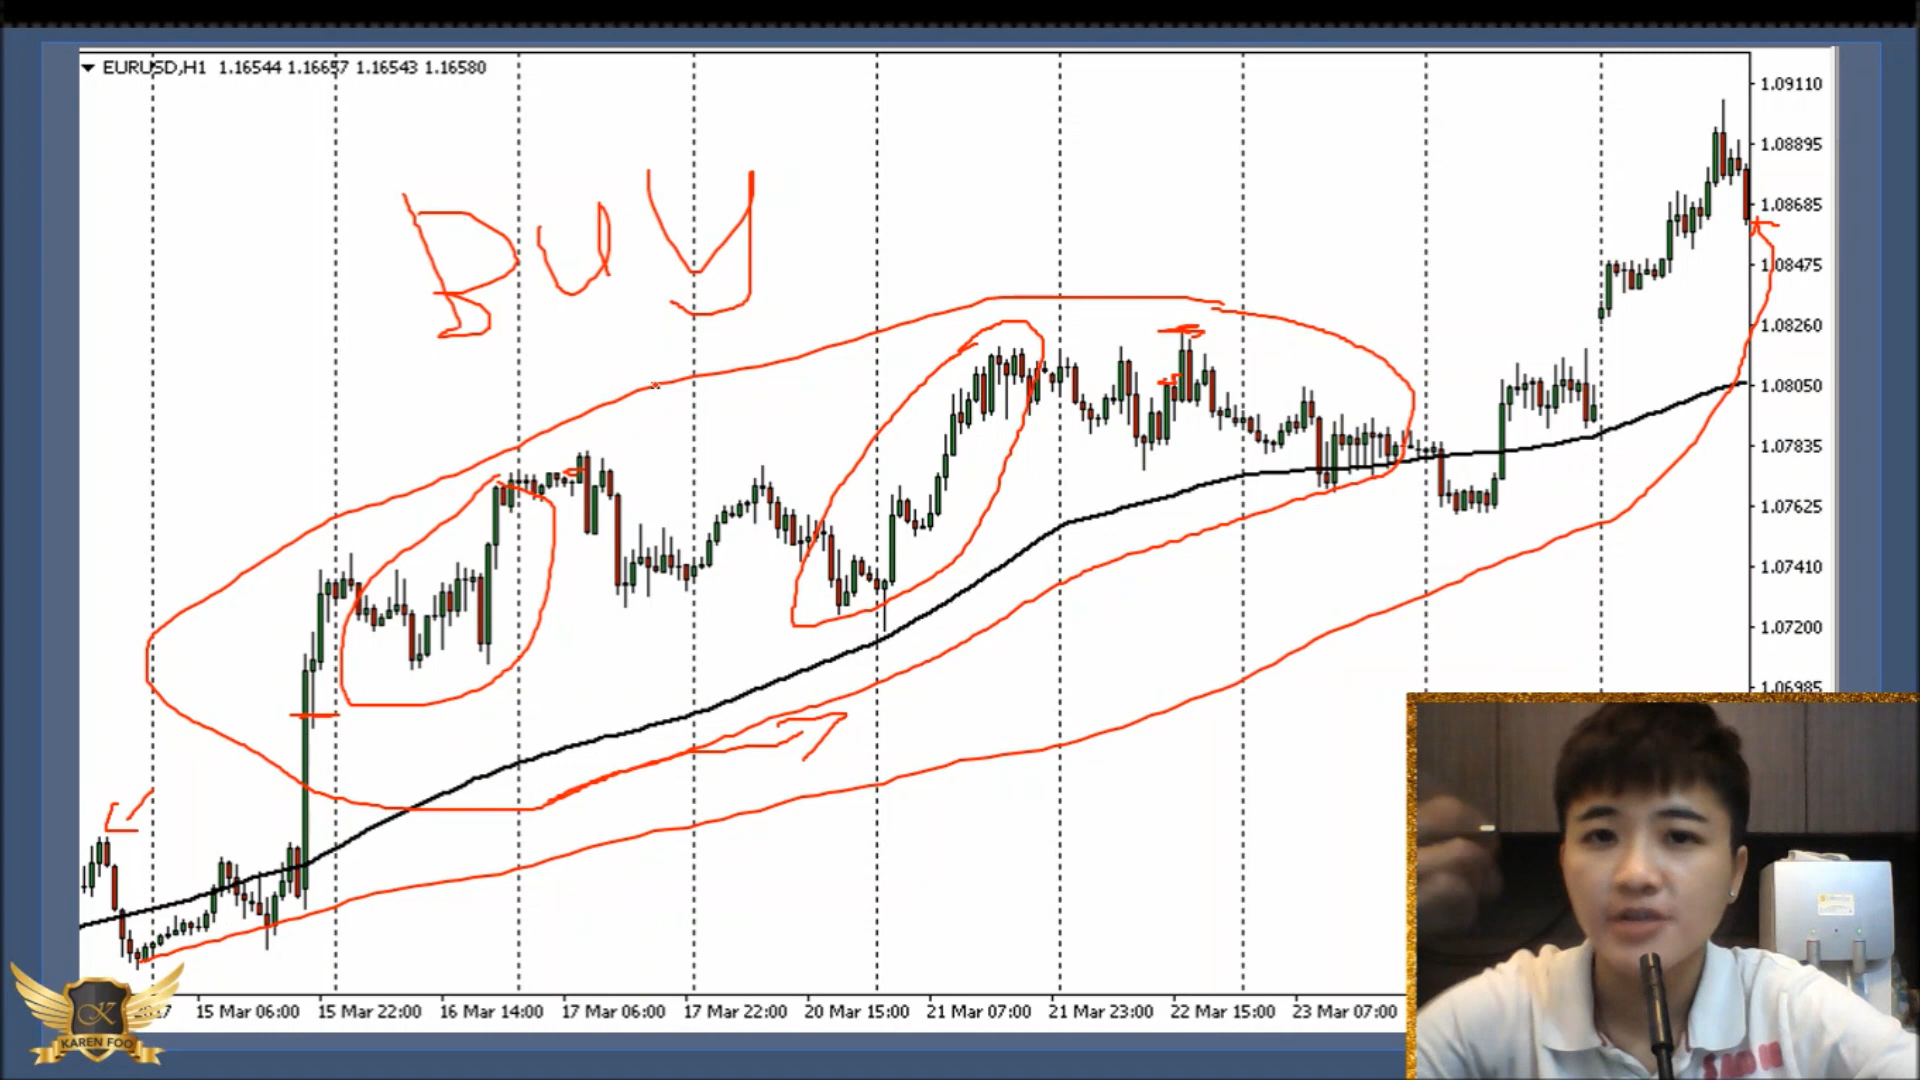 EURUSD,H1 1.16544 1.16657 1.16543 1.16580
BUY
1.09110
1.08895
1.08685
1.08475
1.08260
1.08050
1.07835
1.07625
1.07410
1.07200
1.06985
15 Mar 06:00 15 Mar 22:00 16 Mar 14:00 17 Mar 06:00 17 Mar 22:00 20 Mar 15:00 21 Mar 07:00 21 Mar 23:00 22 Mar 15:00 23 Mar 07:00
K
KAREN FOO